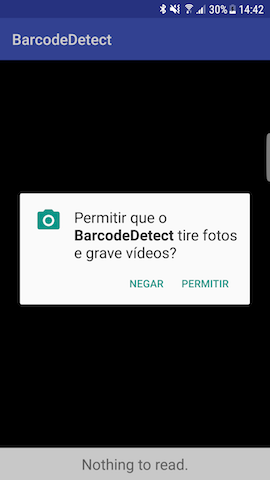 30% 14:42
BarcodeDetect
Permitir que o
BarcodeDetect tire fotos
e grave vídeos?
NEGAR PERMITIR
Nothing to read.